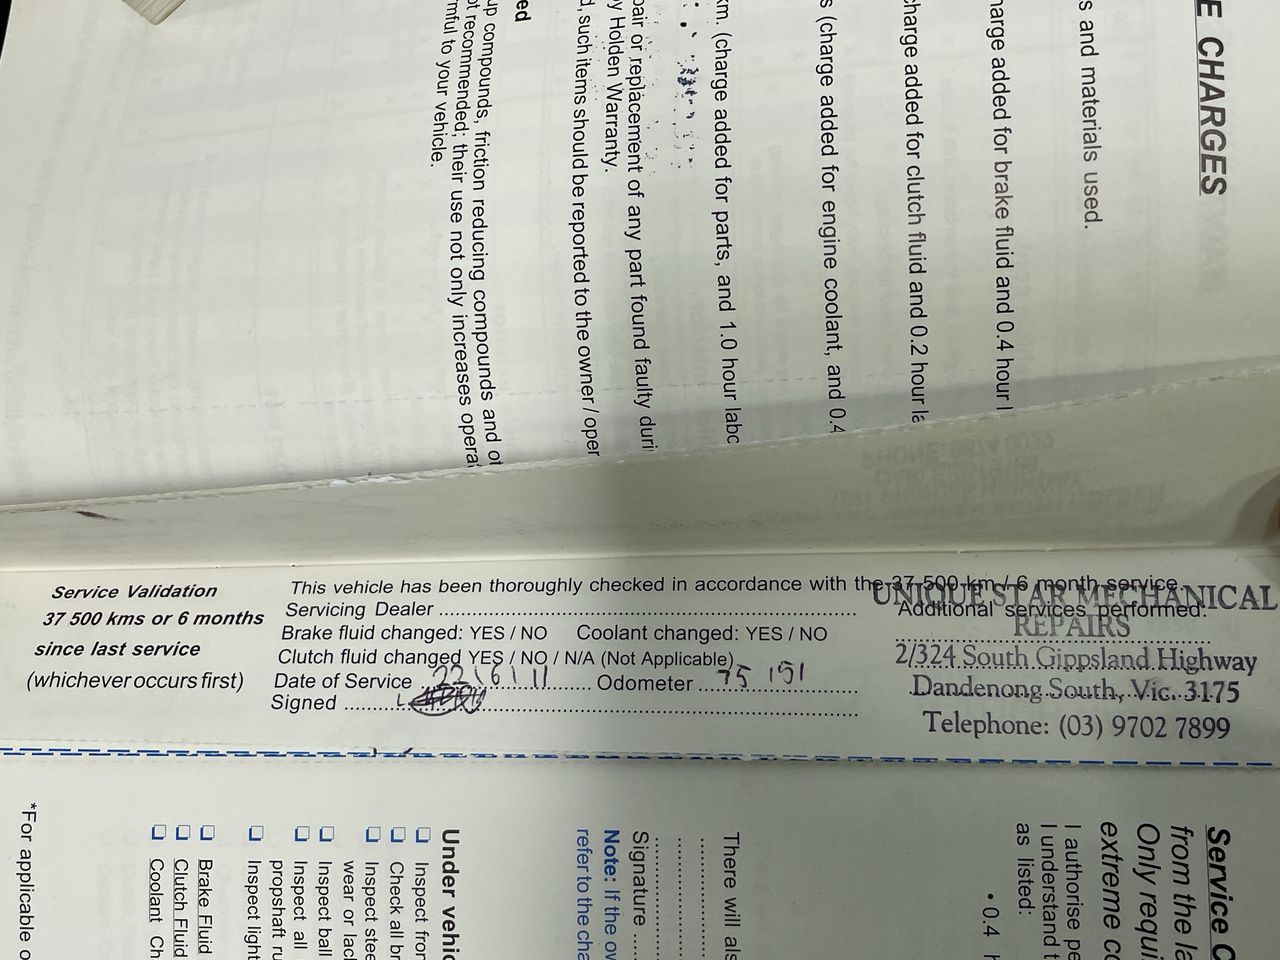 E CHARGES
s and materials used.
harge added for brake fluid and 0.4 hour l
charge added for clutch fluid and 0.2 hour la
s (charge added for engine coolant, and 0.4
km. (charge added for parts, and 1.0 hour labo
pair or replacement of any part found faulty duri
by Holden Warranty.
d, such items should be reported to the owner / oper
ed
up compounds, friction reducing compounds and ot
ot recommended; their use not only increases operat
rmful to your vehicle.
Service Validation
37 500 kms or 6 months
since last service
(whichever occurs first)
This vehicle has been thoroughly checked in accordance with the 37 500 km / 6 month service.
Servicing Dealer
Brake fluid changed: YES / NO Coolant changed: YES / NO
Clutch fluid changed YES / NO / N/A (Not Applicable)
Date of Service 22/6/11 Odometer 75 151
Signed
Additional services performed:
UNIQUE STAR MECHANICAL
REPAIRS
2/324 South Gippsland Highway
Dandenong South, Vic. 3175
Telephone: (03) 9702 7899
Service C
from the la
Only requi
extreme co
I authorise pe
I understand t
as listed:
• 0.4 h
There will als
Signature
Note: If the ow
refer to the cha
Under vehic
Inspect fron
Check all br
Inspect stee
wear or lack
Inspect ball
Inspect all
propshaft ru
Inspect light
Brake Fluid
Clutch Fluid
Coolant Ch
*For applicable o